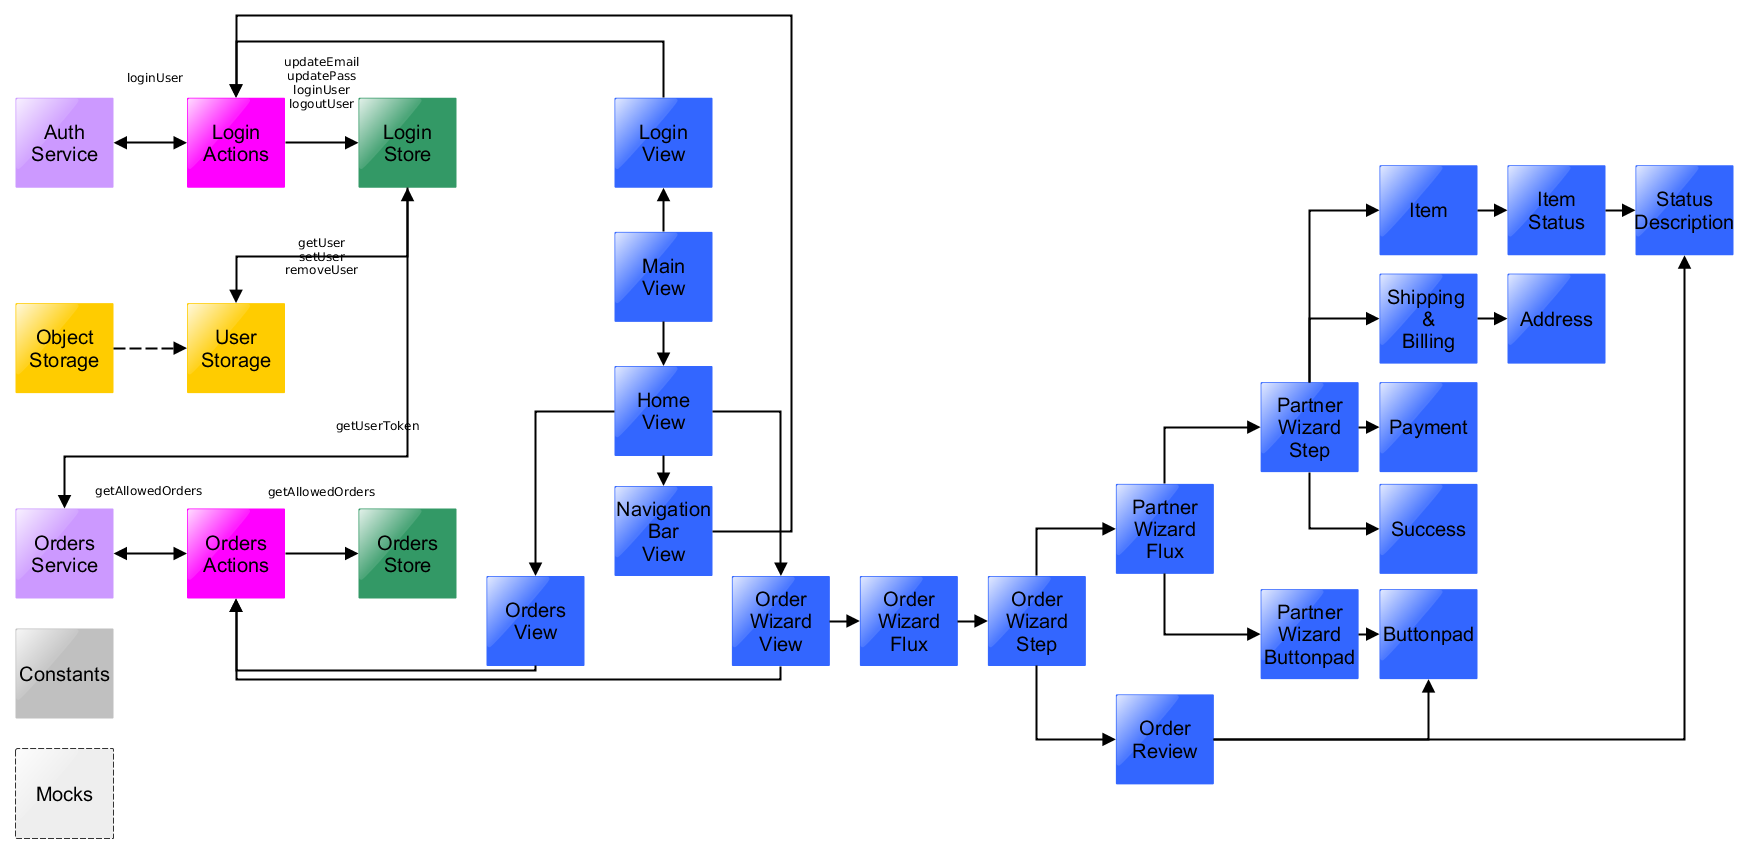 loginUser
updateEmail
updatePass
loginUser
logoutUser
Auth
Service
Login
Actions
Login
Store
Login
View
Item
Item
Status
Status
Description
getUser
setUser
removeUser
Main
View
Shipping
&
Billing
Address
Object
Storage
User
Storage
Home
View
Partner
Wizard
Step
Payment
getUserToken
getAllowedOrders
getAllowedOrders
Navigation
Bar
View
Partner
Wizard
Flux
Success
Orders
Service
Orders
Actions
Orders
Store
Orders
View
Order
Wizard
View
Order
Wizard
Flux
Order
Wizard
Step
Partner
Wizard
Buttonpad
Buttonpad
Constants
Order
Review
Mocks